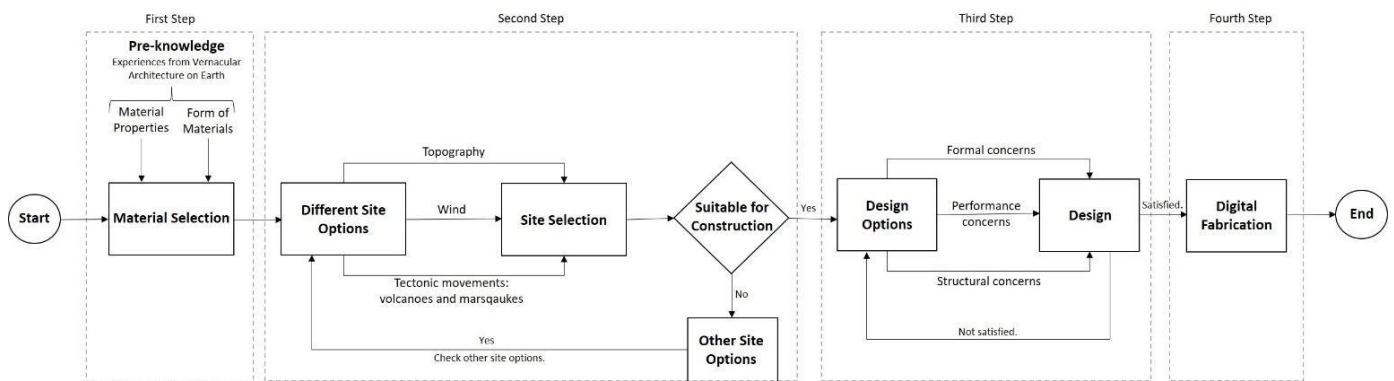 First Step
Second Step
Third Step
Fourth Step
Pre-knowledge
Experiences from Vernacular
Architecture on Earth
Material
Properties
Form of
Materials
Start
Material Selection
Topography
Different Site
Options
Wind
Site Selection
Tectonic movements:
volcanoes and marsqaukes
Suitable for
Construction
Yes
No
Other Site
Options
Yes
Check other site options.
Formal concerns
Design
Options
Performance
concerns
Design
Structural concerns
Not satisfied.
Satisfied.
Digital
Fabrication
End